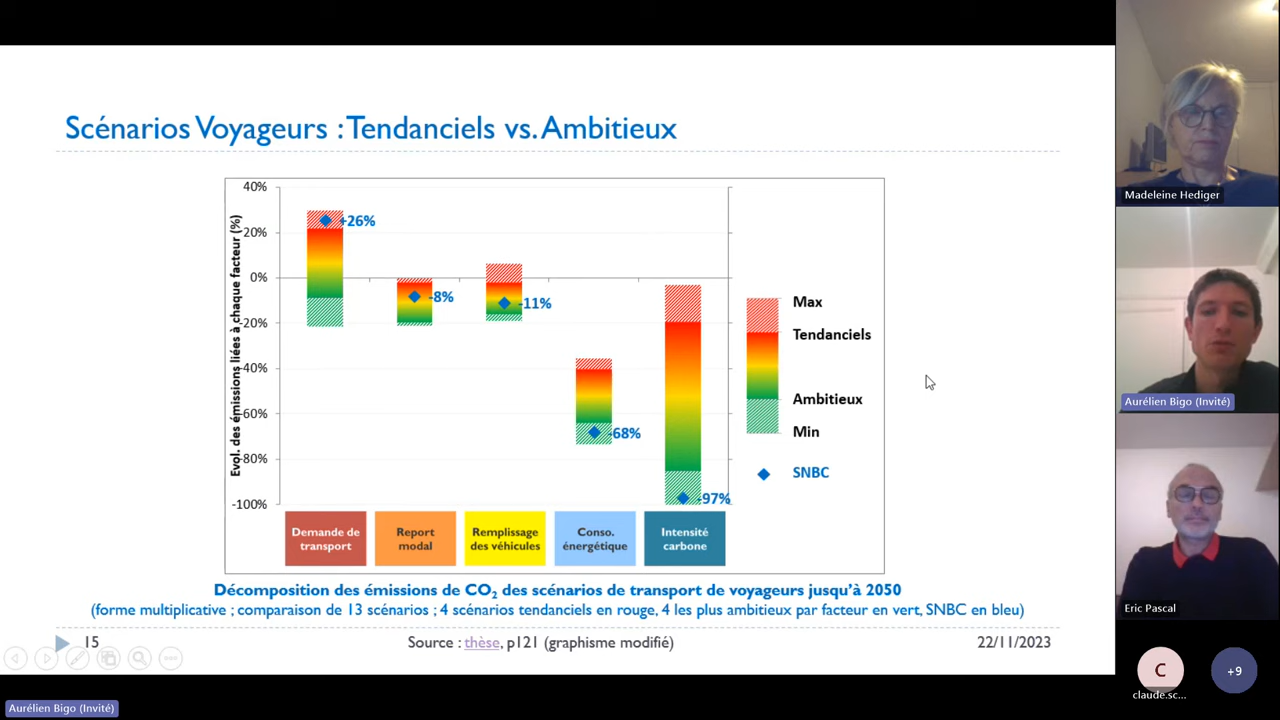 Scénarios Voyageurs : Tendanciels vs. Ambitieux
Evol. des émissions liées à chaque facteur (%)
40%
20%
0%
-20%
-40%
-60%
-80%
-100%
+26%
-8%
-11%
-68%
-97%
Demande de
transport
Report
modal
Remplissage
des véhicules
Conso.
énergétique
Intensité
carbone
Max
Tendanciels
Ambitieux
Min
SNBC
Décomposition des émissions de CO₂ des scénarios de transport de voyageurs jusqu'à 2050
(forme multiplicative ; comparaison de 13 scénarios ; 4 scénarios tendanciels en rouge, 4 les plus ambitieux par facteur en vert, SNBC en bleu)
15
Source : thèse, p121 (graphisme modifié)
22/11/2023
Aurélien Bigo (Invité)
Madeleine Hediger
Aurélien Bigo (Invité)
Eric Pascal
C
claude.sc...
+9